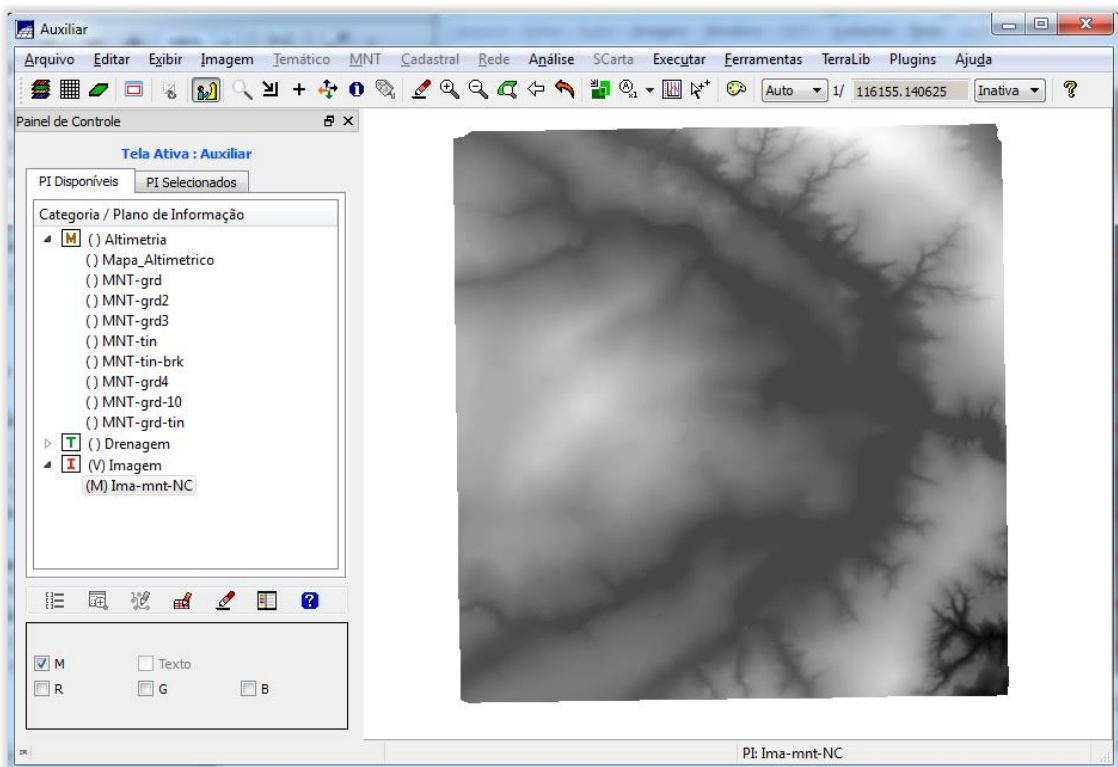 Auxiliar
Arquivo Editar Exibir Imagem Temático MNT Cadastral Rede Análise SCarta Executar Ferramentas TerraLib Plugins Ajuda
Auto 1/ 116155.140625 Inativa
Painel de Controle
Tela Ativa : Auxiliar
PI Disponíveis PI Selecionados
Categoria / Plano de Informação
M () Altimetria
() Mapa_Altimetrico
() MNT-grd
() MNT-grd2
() MNT-grd3
() MNT-tin
() MNT-tin-brk
() MNT-grd4
() MNT-grd-10
() MNT-grd-tin
T () Drenagem
I (V) Imagem
(M) Ima-mnt-NC
M Texto
R G B
PI: Ima-mnt-NC